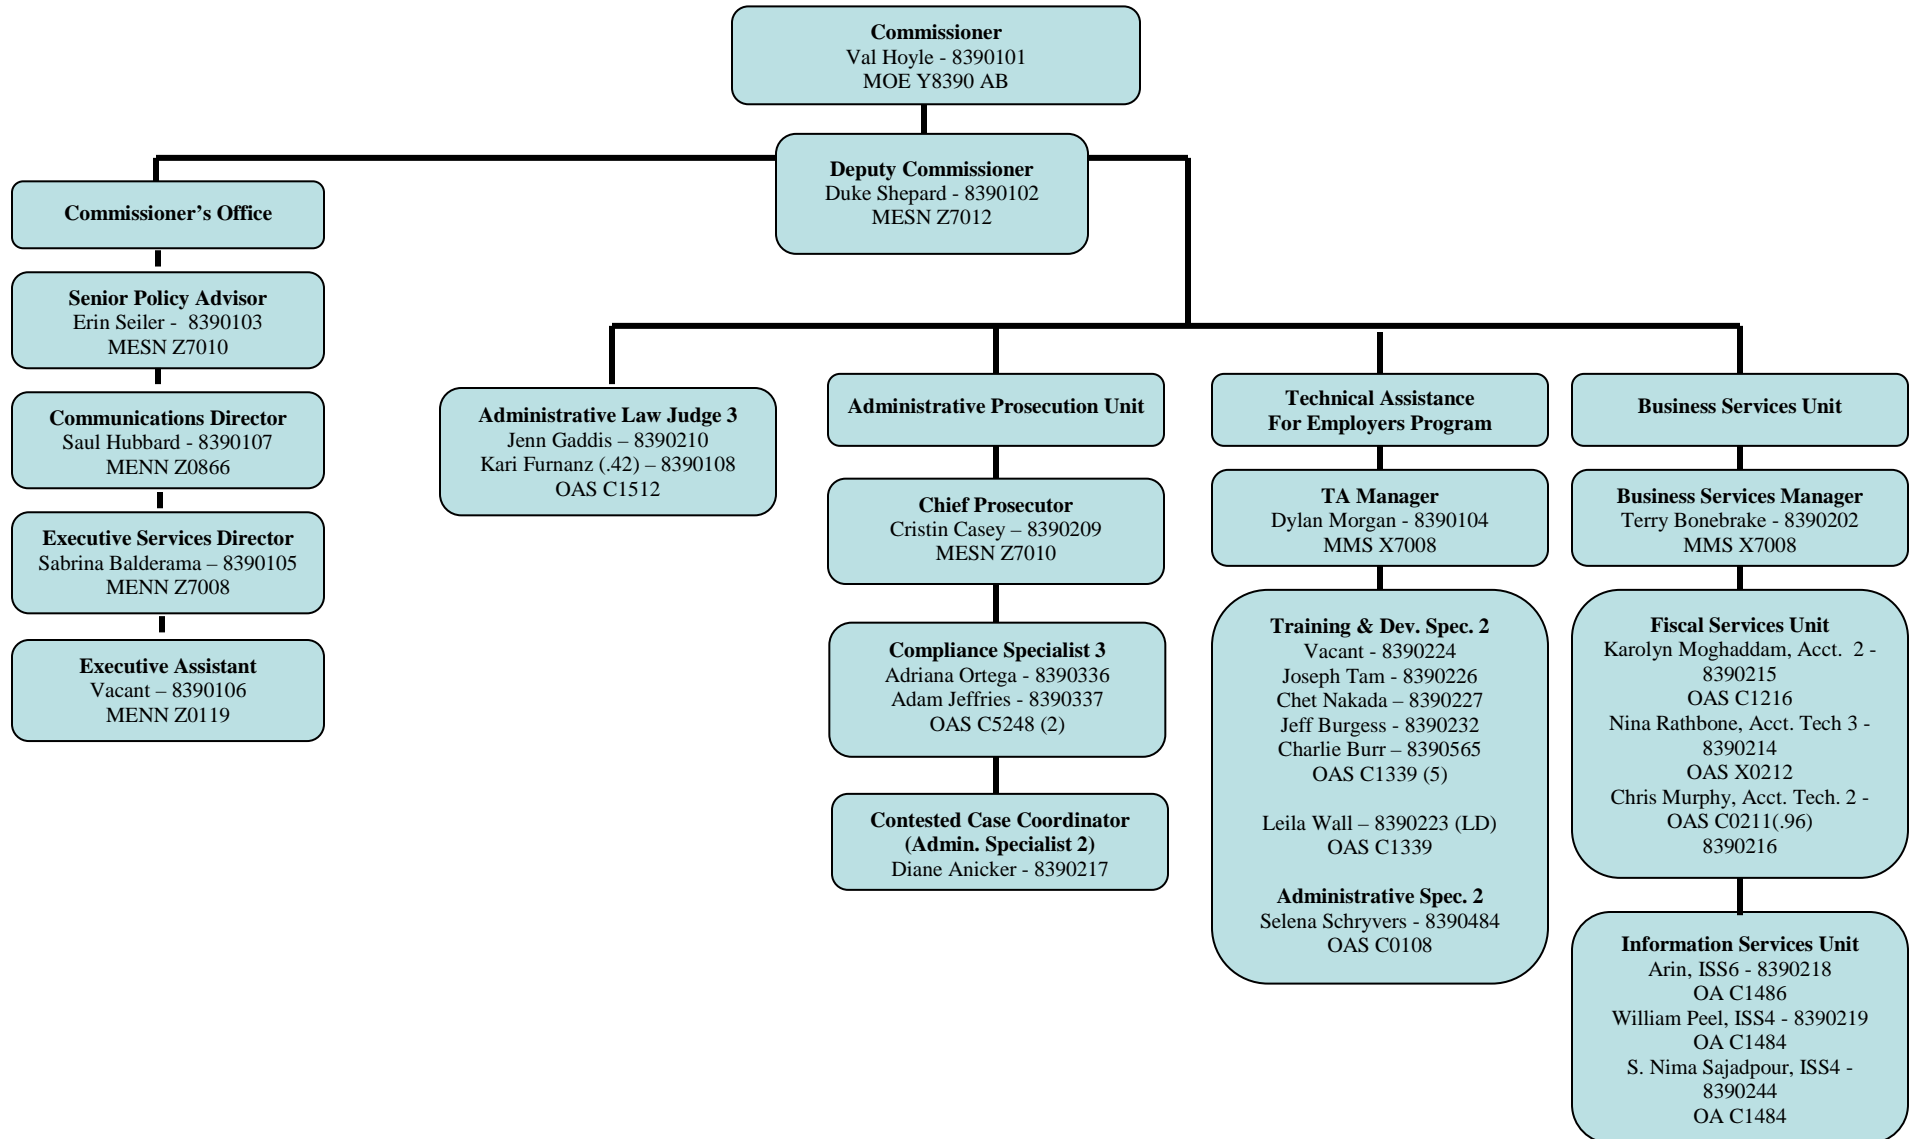 Commissioner
Val Hoyle - 8390101
MOE Y8390 AB
Deputy Commissioner
Duke Shepard - 8390102
MESN Z7012
Commissioner’s Office
Senior Policy Advisor
Erin Seiler -  8390103
MESN Z7010
Communications Director
Saul Hubbard - 8390107
MENN Z0866
Executive Services Director
Sabrina Balderama – 8390105
MENN Z7008
Executive Assistant
Vacant – 8390106
MENN Z0119
Administrative Law Judge 3
Jenn Gaddis – 8390210
Kari Furnanz (.42) – 8390108
OAS C1512
Administrative Prosecution Unit
Chief Prosecutor
Cristin Casey – 8390209
MESN Z7010
Compliance Specialist 3
Adriana Ortega - 8390336
Adam Jeffries - 8390337
OAS C5248 (2)
Contested Case Coordinator
(Admin. Specialist 2)
Diane Anicker - 8390217
Technical Assistance
For Employers Program
TA Manager
Dylan Morgan - 8390104
MMS X7008
Training & Dev. Spec. 2
Vacant - 8390224
Joseph Tam - 8390226
Chet Nakada – 8390227
Jeff Burgess - 8390232
Charlie Burr – 8390565
OAS C1339 (5)
Leila Wall – 8390223 (LD)
OAS C1339
Administrative Spec. 2
Selena Schryvers - 8390484
OAS C0108
Business Services Unit
Business Services Manager
Terry Bonebrake - 8390202
MMS X7008
Fiscal Services Unit
Karolyn Moghaddam, Acct.  2 -
8390215
OAS C1216
Nina Rathbone, Acct. Tech 3 -
8390214
OAS X0212
Chris Murphy, Acct. Tech. 2 -
OAS C0211(.96)
8390216
Information Services Unit
Arin, ISS6 - 8390218
OA C1486
William Peel, ISS4 - 8390219
OA C1484
S. Nima Sajadpour, ISS4 -
8390244
OA C1484